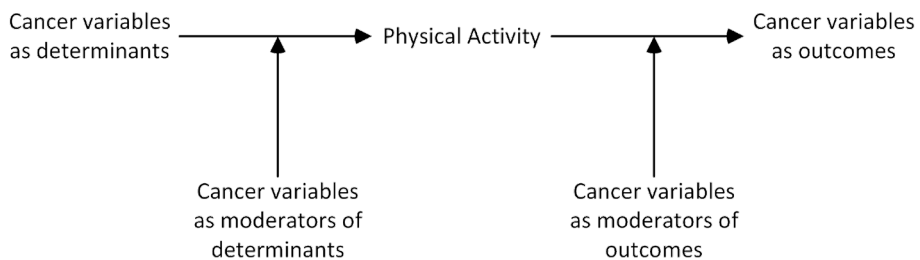 Cancer variables
as determinants
Physical Activity
Cancer variables
as outcomes
Cancer variables
as moderators of
determinants
Cancer variables
as moderators of
outcomes